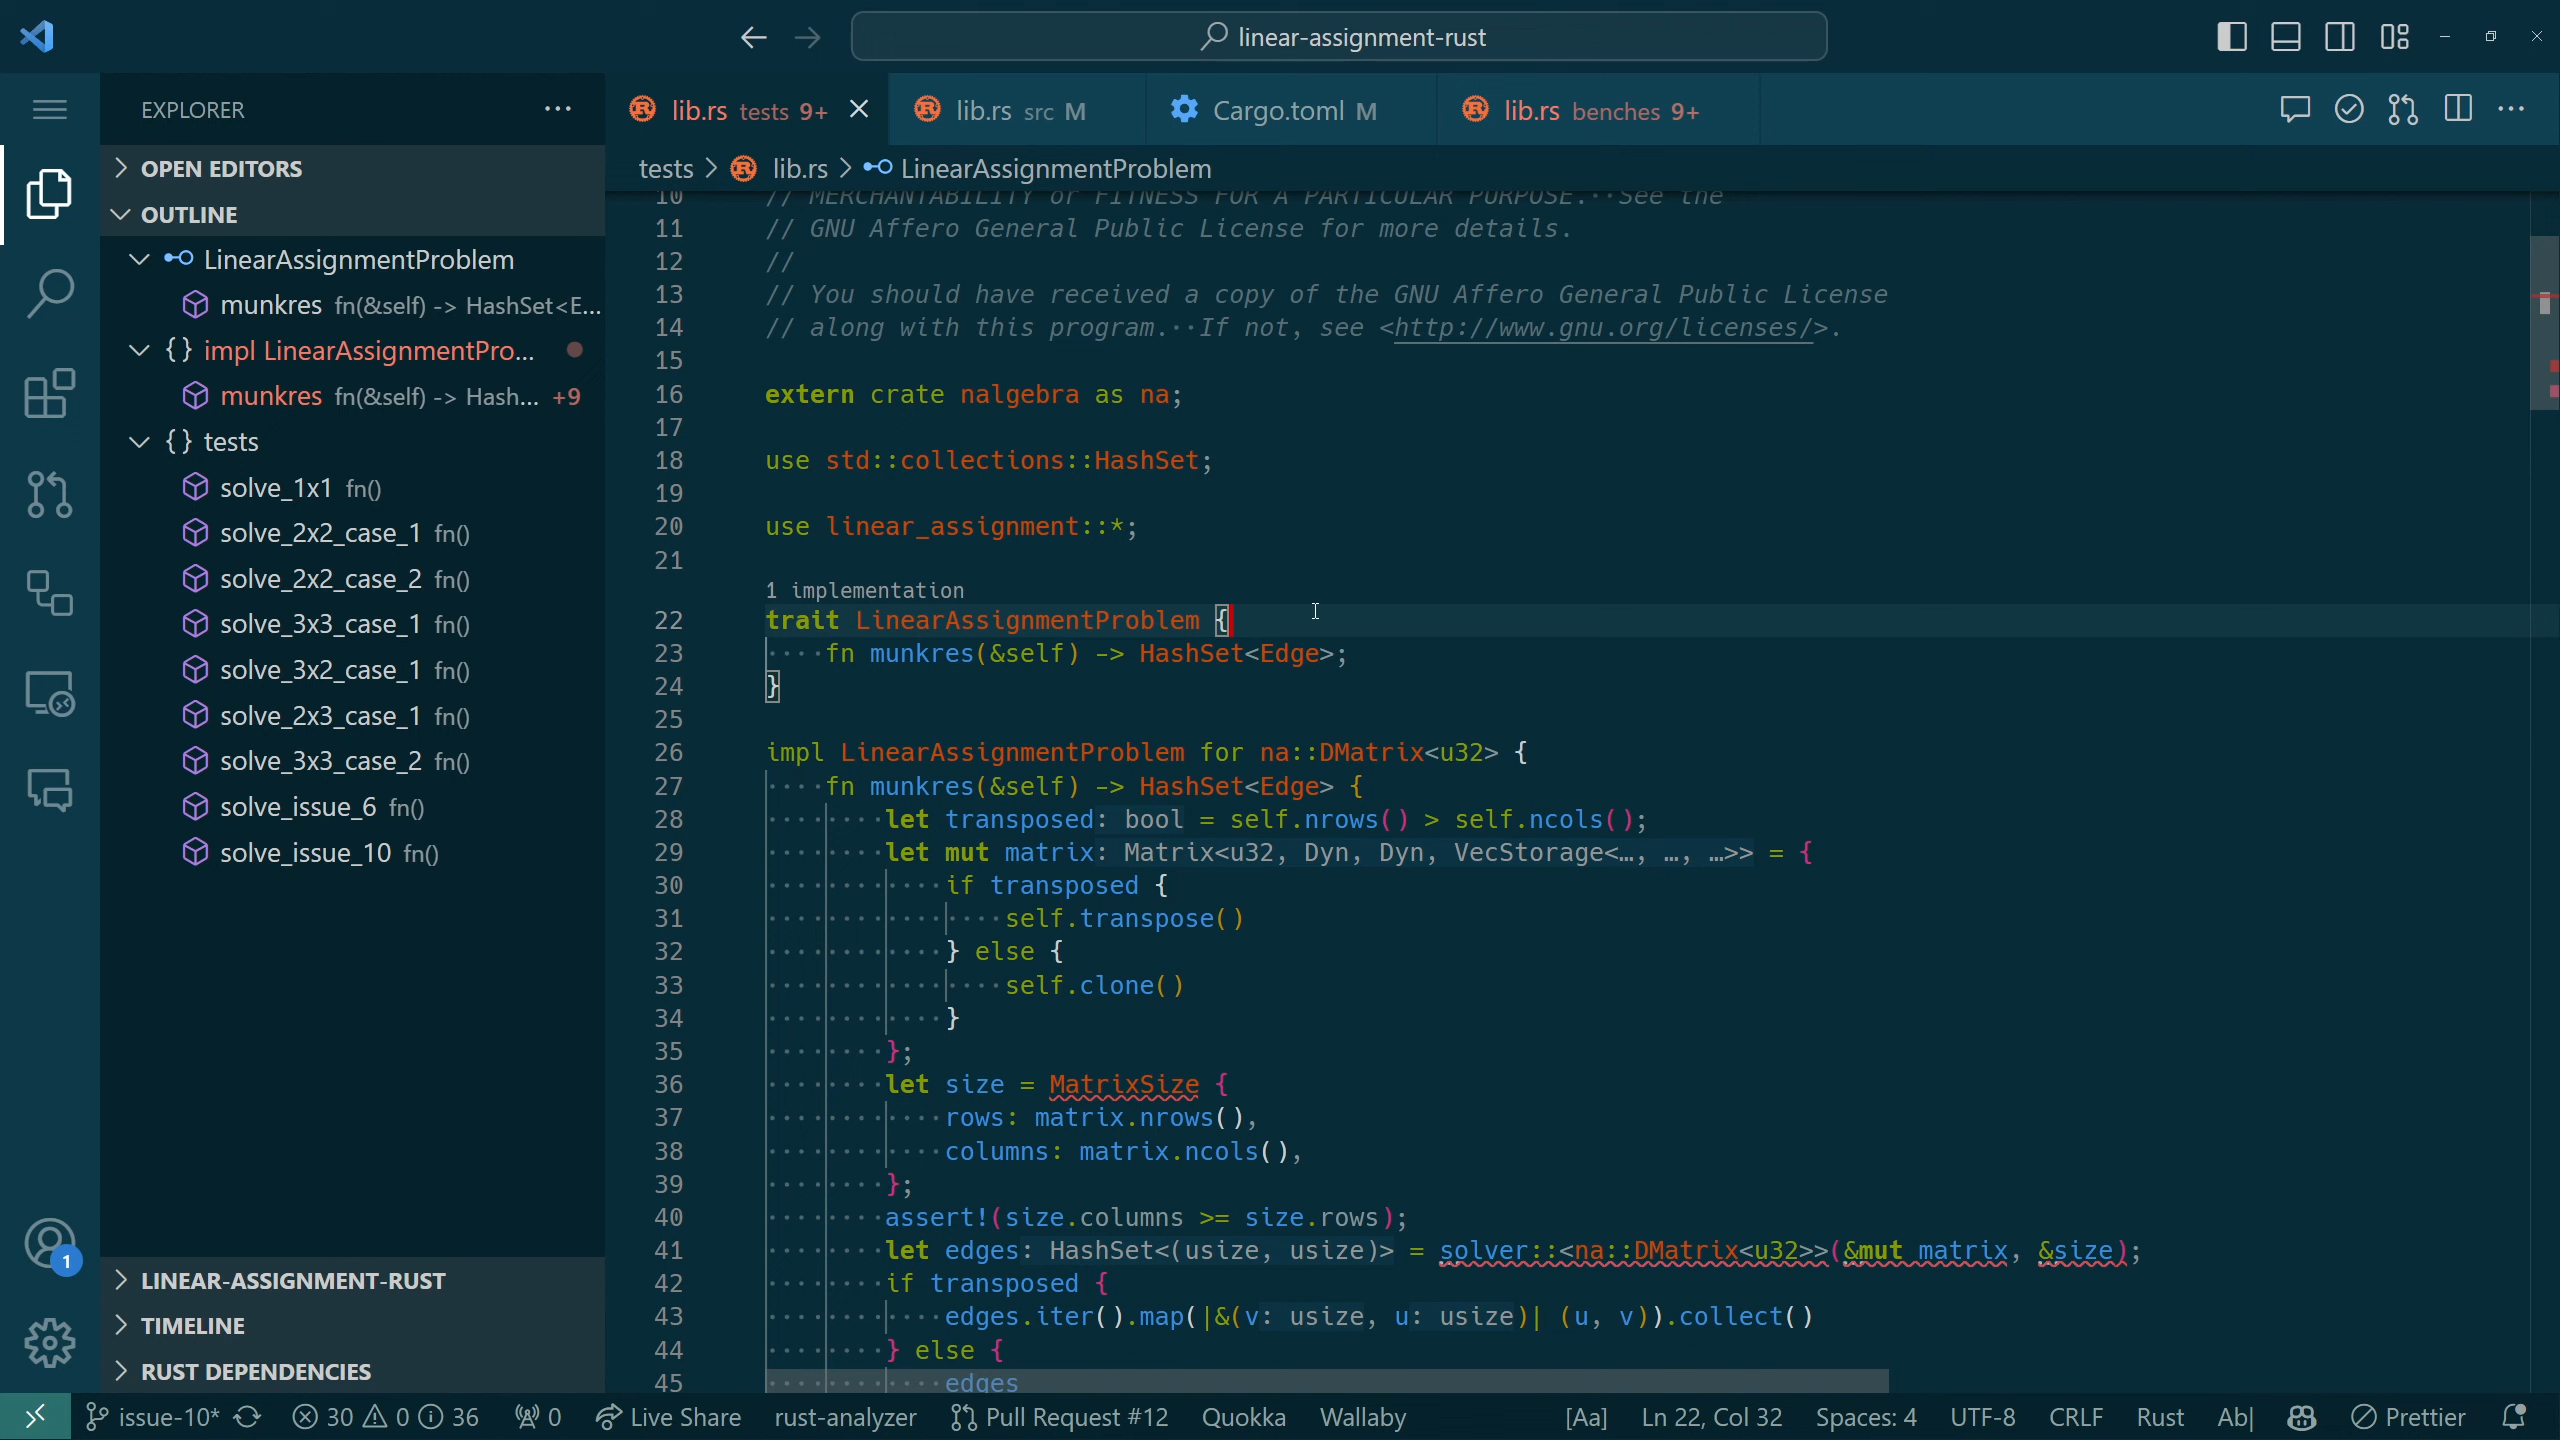 linear-assignment-rust
EXPLORER
OPEN EDITORS
OUTLINE
LinearAssignmentProblem
munkres fn(&self) -> HashSet<E...
impl LinearAssignmentPro...
munkres fn(&self) -> Hash... +9
{} tests
solve_1x1 fn()
solve_2x2_case_1 fn()
solve_2x2_case_2 fn()
solve_3x3_case_1 fn()
solve_3x2_case_1 fn()
solve_2x3_case_1 fn()
solve_3x3_case_2 fn()
solve_issue_6 fn()
solve_issue_10 fn()
LINEAR-ASSIGNMENT-RUST
TIMELINE
RUST DEPENDENCIES
1
lib.rs tests 9+
lib.rs src M
Cargo.toml M
lib.rs benches 9+
tests > lib.rs > LinearAssignmentProblem
10 // MERCHANTABILITY or FITNESS FOR A PARTICULAR PURPOSE. See the
11 // GNU Affero General Public License for more details.
12 //
13 // You should have received a copy of the GNU Affero General Public License
14 // along with this program. If not, see <http://www.gnu.org/licenses/>.
15
16 extern crate nalgebra as na;
17
18 use std::collections::HashSet;
19
20 use linear_assignment::*;
21
1 implementation
22 trait LinearAssignmentProblem {
23 fn munkres(&self) -> HashSet<Edge>;
24 }
25
26 impl LinearAssignmentProblem for na::DMatrix<u32> {
27 fn munkres(&self) -> HashSet<Edge> {
28 let transposed: bool = self.nrows() > self.ncols();
29 let mut matrix: Matrix<u32, Dyn, Dyn, VecStorage<…, …, …>> = {
30 if transposed {
31 self.transpose()
32 } else {
33 self.clone()
34 }
35 };
36 let size = MatrixSize {
37 rows: matrix.nrows(),
38 columns: matrix.ncols(),
39 };
40 assert!(size.columns >= size.rows);
41 let edges: HashSet<(usize, usize)> = solver::<na::DMatrix<u32>>(&mut matrix, &size);
42 if transposed {
43 edges.iter().map(|&(v: usize, u: usize)| (u, v)).collect()
44 } else {
45 edges
issue-10* 30 0 36 0 Live Share rust-analyzer Pull Request #12 Quokka Wallaby [Aa] Ln 22, Col 32 Spaces: 4 UTF-8 CRLF Rust Ab| Prettier